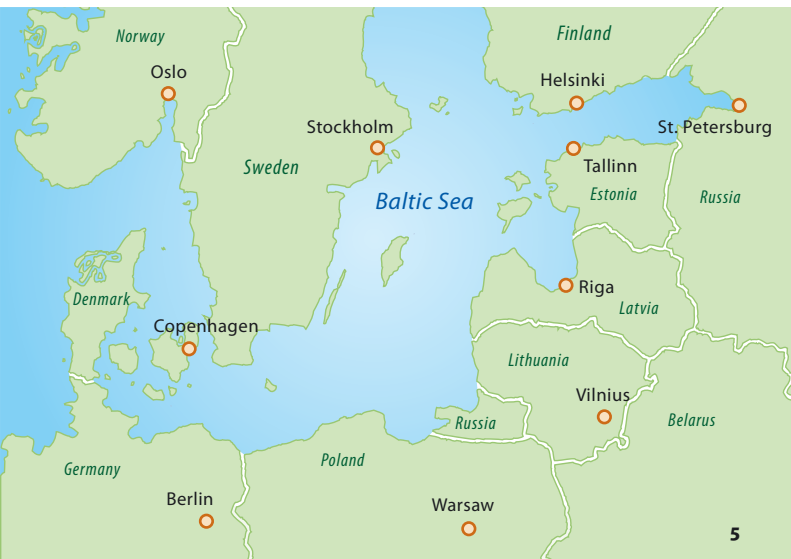 Norway
Finland
Oslo
Helsinki
Stockholm
St. Petersburg
Sweden
Tallinn
Baltic Sea
Estonia
Russia
Denmark
Riga
Latvia
Copenhagen
Lithuania
Vilnius
Russia
Belarus
Germany
Poland
Berlin
Warsaw
5